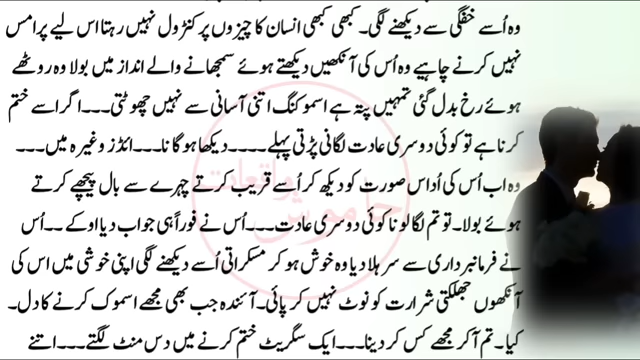 وہ اُسے خفگی سے دیکھنے لگی۔ کبھی کبھی انسان کا چیزوں پر کنٹرول نہیں رہتا اس لیے پرامس
نہیں کرنے چاہیے وہ اُس کی آنکھیں دیکھتے ہوئے سمجھانے والے انداز میں بولا وہ روٹھے
ہوئے رخ بدل گئی تمہیں پتہ ہے اسموکنگ اتنی آسانی سے نہیں چھوٹتی۔۔۔اگر اسے ختم
کرنا ہے تو کوئی دوسری عادت لگانی پڑتی پہلے۔۔۔۔دیکھا ہو گا نا۔۔۔ائڈز وغیرہ میں۔۔۔
وہ اب اُس کی اُداس صورت کو دیکھ کر اُسے قریب کرتے چہرے سے بال پیچھے کرتے
ہوئے بولا۔ تو تم لگا لو نا کوئی دوسری عادت۔۔۔اُس نے فوراً ہی جواب دیا اوکے۔۔اُس
نے فرمانبرداری سے سر ہلا دیا وہ خوش ہو کر مسکراتی اُسے دیکھنے لگی اپنی خوشی میں اس کی
آنکھوں جھلکتی شرارت کو نوٹ نہیں کر پائی۔ آئندہ جب بھی مجھے اسموک کرنے کا دل۔
کیا۔ تم آ کر مجھے کس کر دینا۔۔۔ایک سگریٹ ختم کرنے میں دس منٹ لگتے۔۔۔اتنے
خاموش واقعات